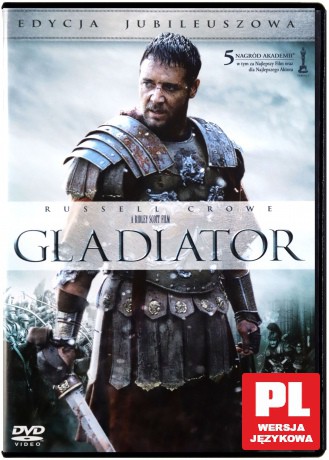 EDYCJA JUBILEUSZOWA
5 NAGRÓD AKADEMII
w tym za Najlepszy Film oraz
dla Najlepszego Aktora
RUSSELL CROWE
A RIDLEY SCOTT FILM
GLADIATOR
DVD
VIDEO
PL
WERSJA
JĘZYKOWA